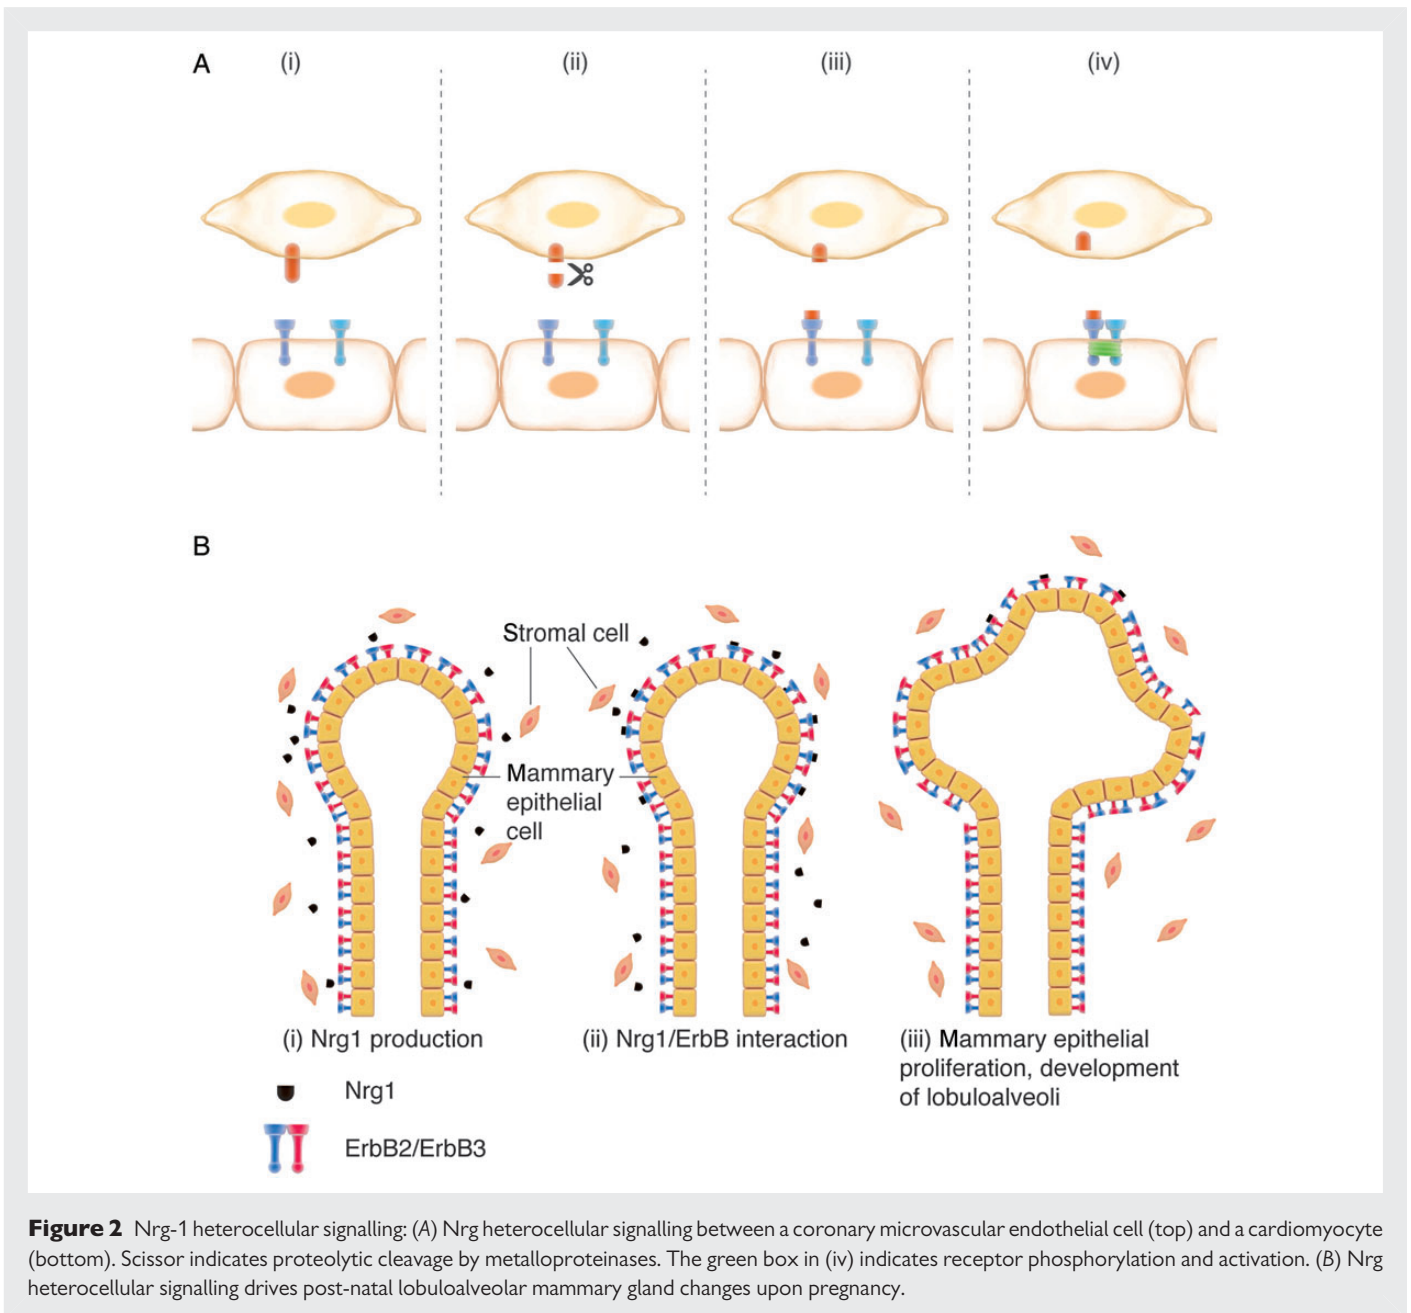 A (i) (ii) (iii) (iv)
B
Stromal cell
Mammary
epithelial
cell
(i) Nrg1 production
(ii) Nrg1/ErbB interaction
(iii) Mammary epithelial
proliferation, development
of lobuloalveoli
Nrg1
ErbB2/ErbB3
Figure 2 Nrg-1 heterocellular signalling: (A) Nrg heterocellular signalling between a coronary microvascular endothelial cell (top) and a cardiomyocyte
(bottom). Scissor indicates proteolytic cleavage by metalloproteinases. The green box in (iv) indicates receptor phosphorylation and activation. (B) Nrg
heterocellular signalling drives post-natal lobuloalveolar mammary gland changes upon pregnancy.